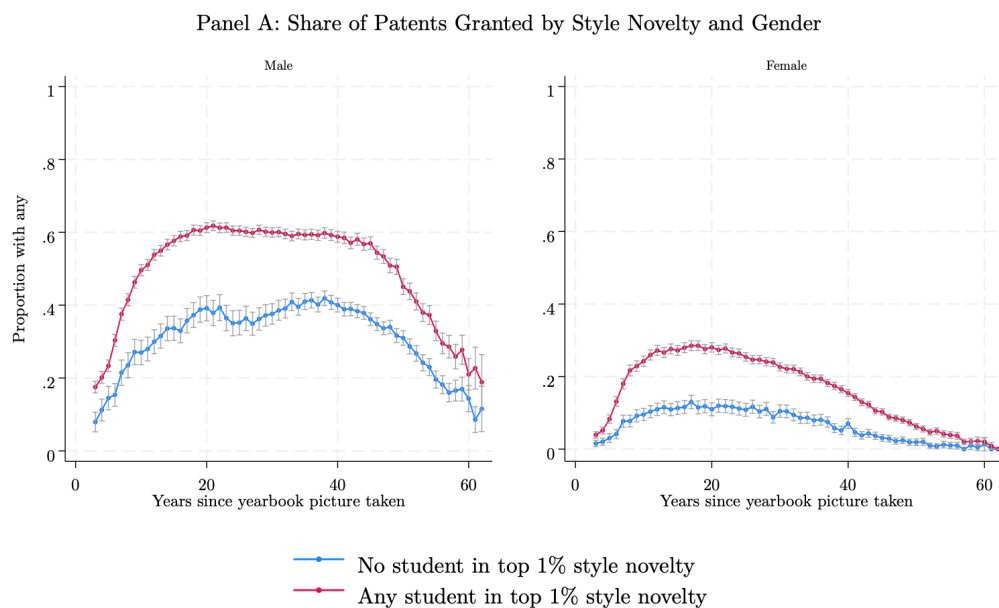 Panel A: Share of Patents Granted by Style Novelty and Gender
Male
Proportion with any
1
.8
.6
.4
.2
0
0 20 40 60
Years since yearbook picture taken
Female
1
.8
.6
.4
.2
0
0 20 40 60
Years since yearbook picture taken
No student in top 1% style novelty
Any student in top 1% style novelty